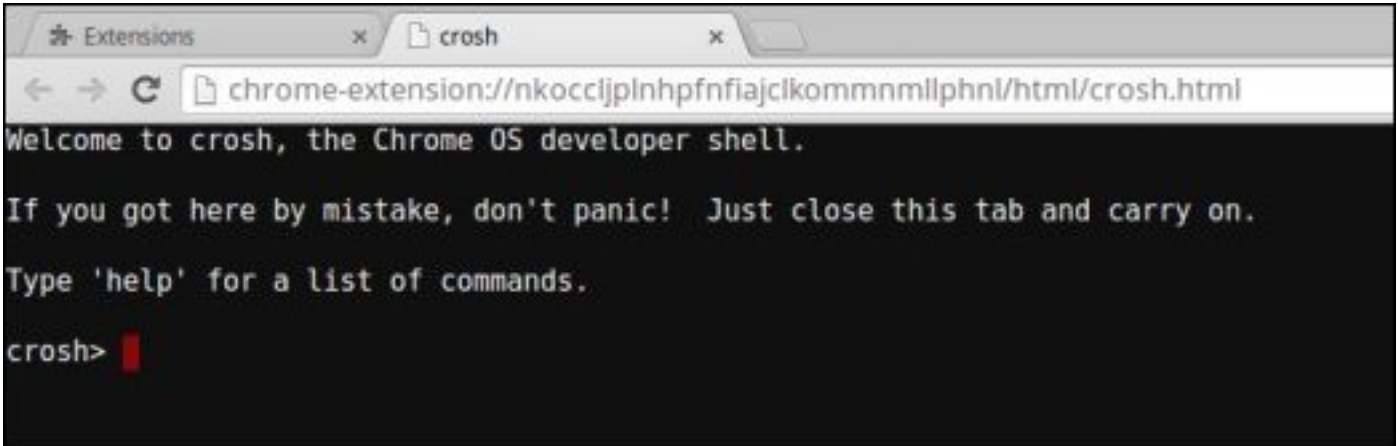 Extensions
crosh
chrome-extension://nkoccljplnhpfnfiajclkommnmllphnl/html/crosh.html
Welcome to crosh, the Chrome OS developer shell.
If you got here by mistake, don't panic!  Just close this tab and carry on.
Type 'help' for a list of commands.
crosh>